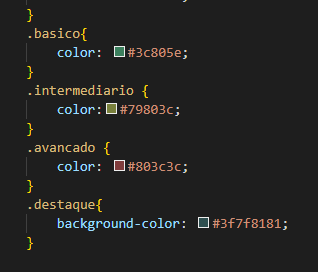 }
.basico{
color: #3c805e;
}
.intermediario {
color:#79803c;
}
.avancado {
color: #803c3c;
}
.destaque{
background-color: #3f7f8181;
}